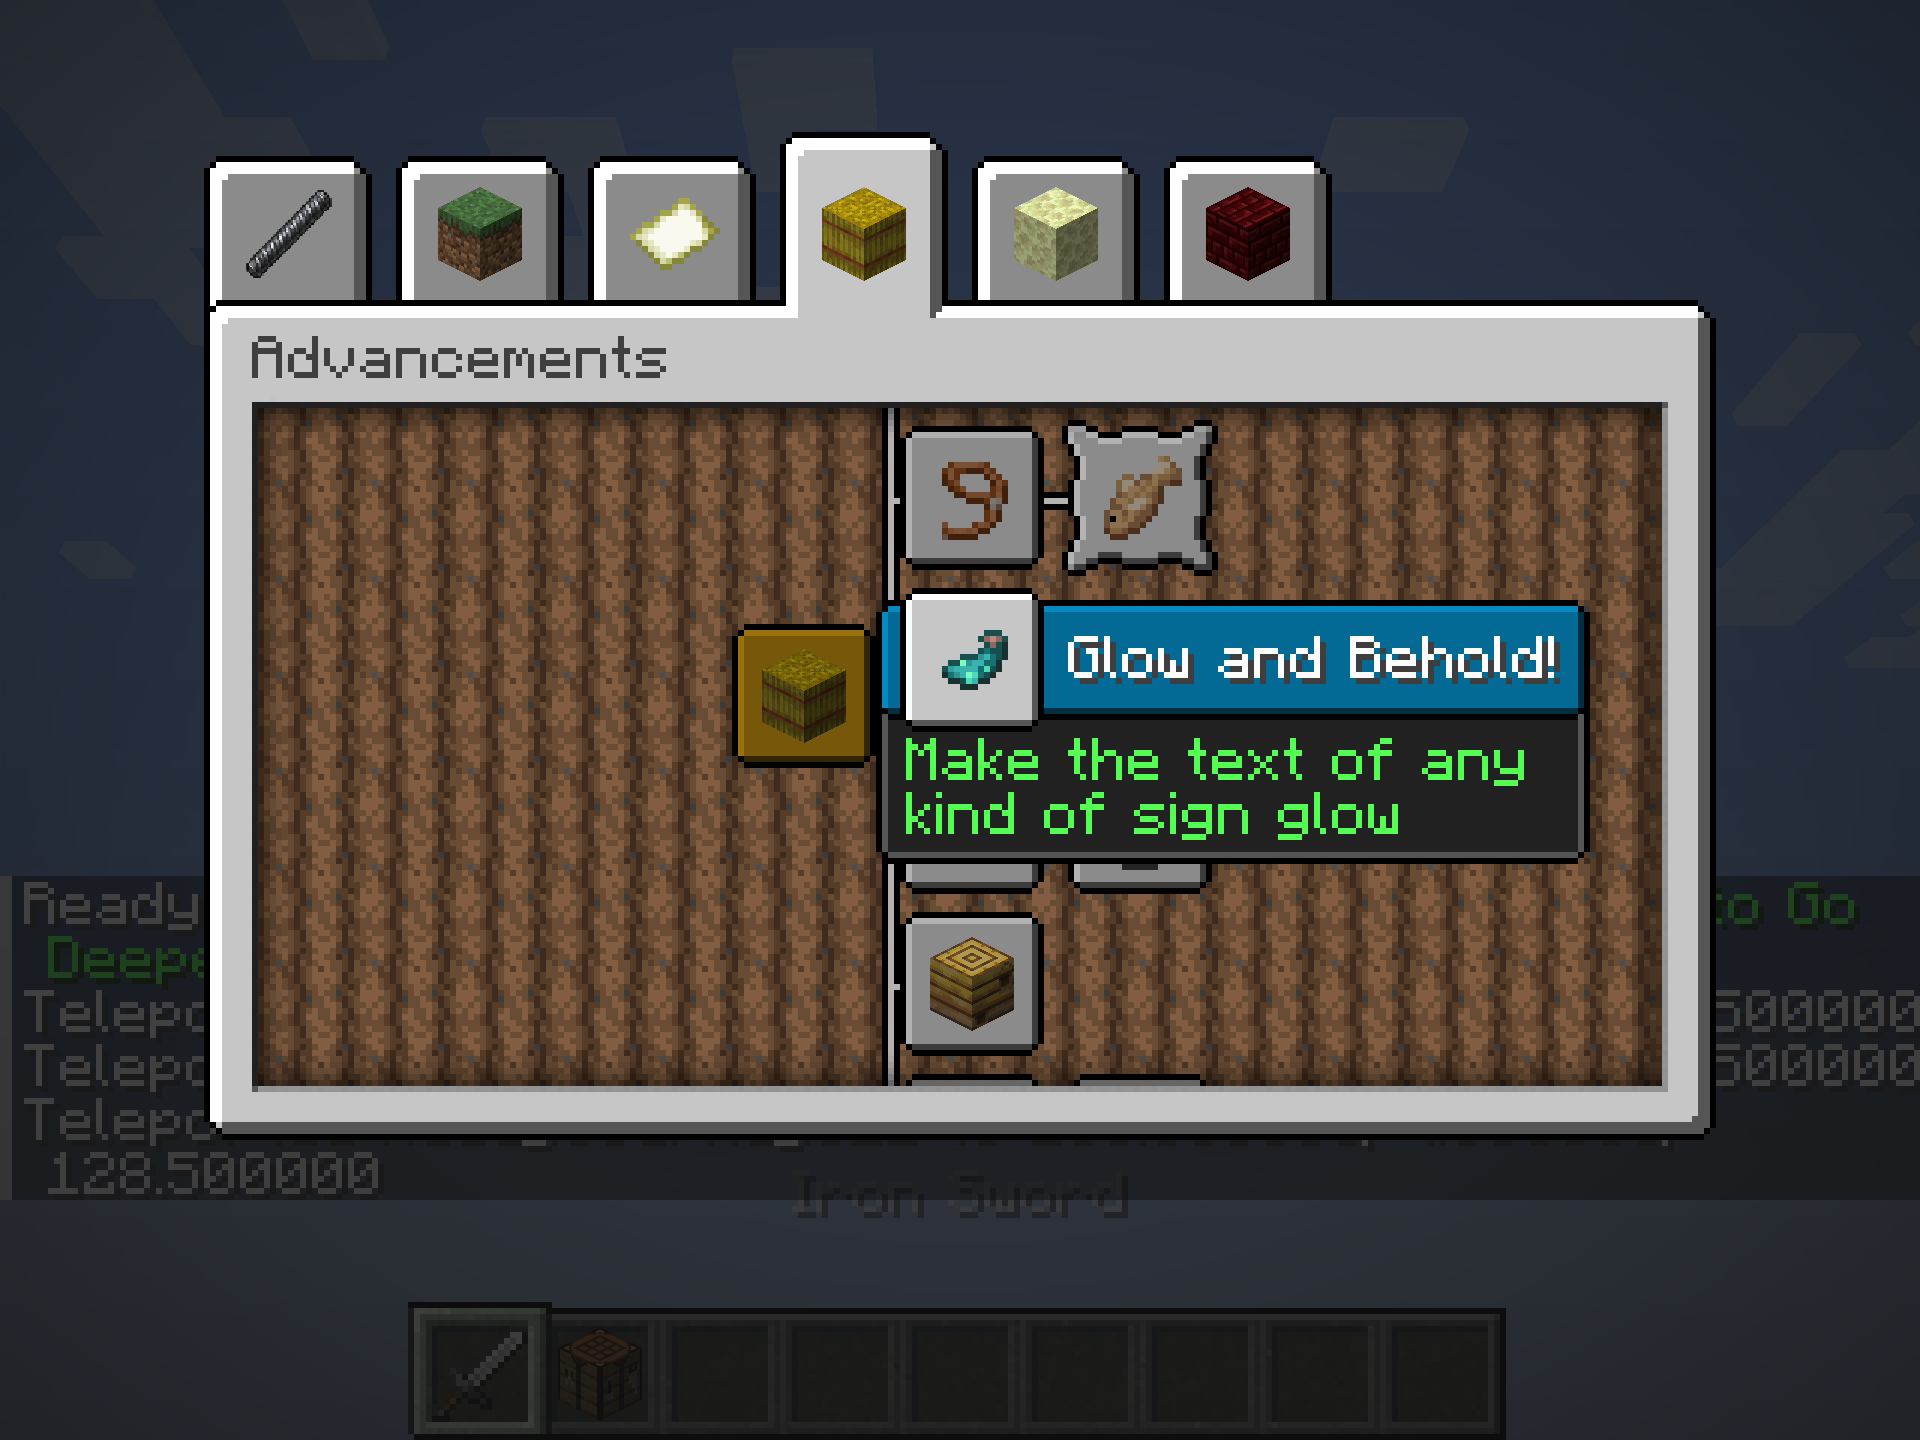 Advancements
Glow and Behold!
Make the text of any
kind of sign glow
Ready to Go
Deepe
Telepo 500000
Telepo 500000
Telepo
128.500000
Iron Sword